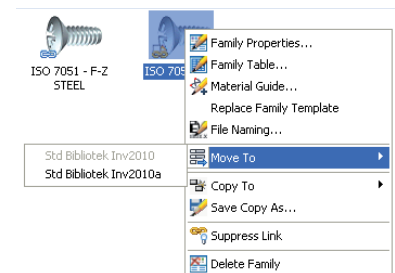 ISO 7051 - F-Z
STEEL
ISO 705
Family Properties...
Family Table...
Material Guide...
Replace Family Template
File Naming...
Move To
Std Bibliotek Inv2010
Std Bibliotek Inv2010a
Copy To
Save Copy As...
Suppress Link
Delete Family